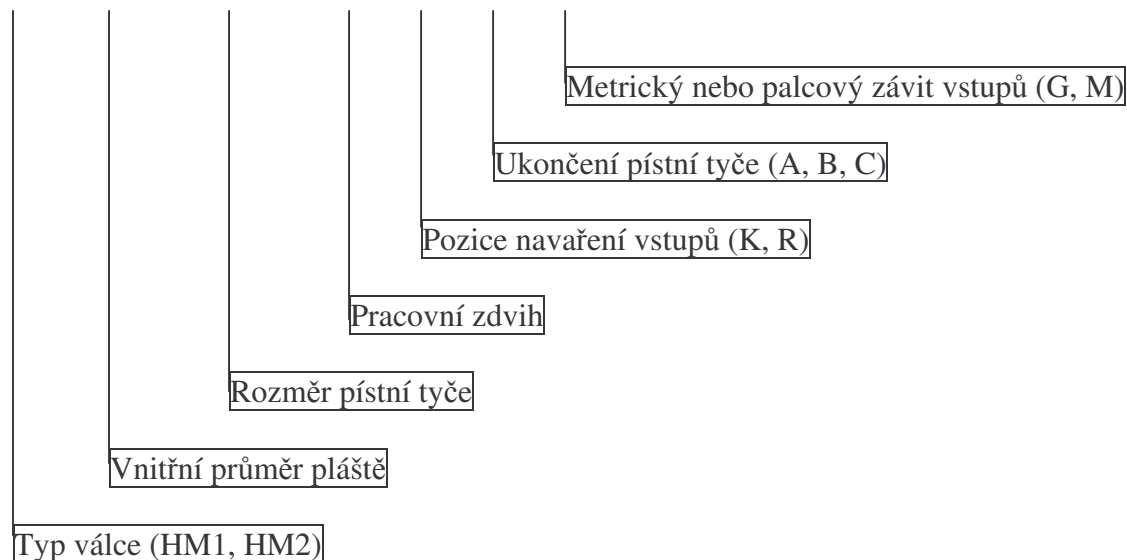 Metrický nebo palcový závit vstupů (G, M)
Ukončení pístní tyče (A, B, C)
Pozice navaření vstupů (K, R)
Pracovní zdvih
Rozměr pístní tyče
Vnitřní průměr pláště
Typ válce (HM1, HM2)